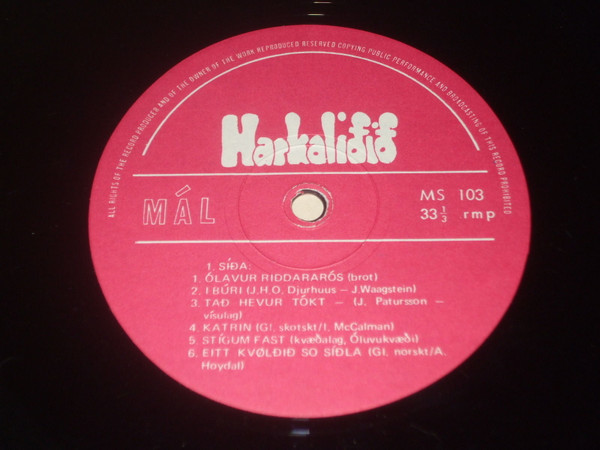 ALL RIGHTS OF THE RECORD PRODUCER AND OF THE OWNER OF THE WORK REPRODUCED RESERVED COPYING PUBLIC PERFORMANCE AND BROADCASTING OF THIS RECORD PROHIBITED
Harkaliðið
MÁL
MS 103
33⅓ rmp
1. SÍÐA:
1. ÓLAVUR RIDDARARÓS (brot)
2. Í BÚRI (J.H.O. Djurhuus – J.Waagstein)
3. TAÐ HEVUR TÓKT – (J. Patursson –
vísulag)
4. KATRIN (Gl. skotskt/I. McCalman)
5. STÍGUM FAST (kvæðalag, Óluvukvæði)
6. EITT KVØLDIÐ SO SÍDLA (Gl. norskt/A.
Hoydal)